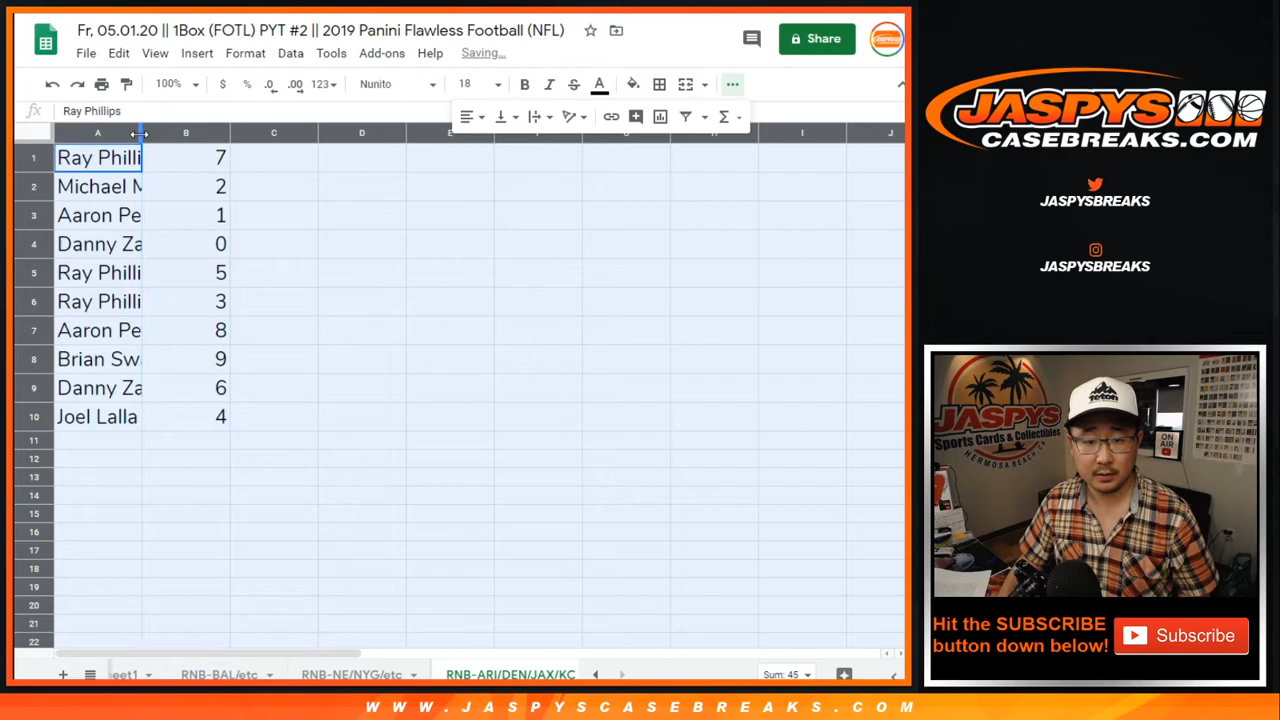 Fr, 05.01.20 || 1Box (FOTL) PYT #2 || 2019 Panini Flawless Football (NFL)
File Edit View Insert Format Data Tools Add-ons Help Saving...
Share
100% $ % .0 .00 123 Nunito 18 B I S A
fx Ray Phillips
A B C D E I J
1 Ray Philli 7
2 Michael M 2
3 Aaron Pe 1
4 Danny Za 0
5 Ray Philli 5
6 Ray Philli 3
7 Aaron Pe 8
8 Brian Swa 9
9 Danny Za 6
10 Joel Lalla 4
11
12
13
14
15
16
17
18
19
20
21
22
eet1 RNB-BAL/etc RNB-NE/NYG/etc RNB-ARI/DEN/JAX/KC Sum: 45
JASPYS
CASEBREAKS.COM
JASPYSBREAKS
JASPYSBREAKS
JASPYS
Sports Cards & Collectibles
HERMOSA BEACH CA
TETON
ON AIR
Hit the SUBSCRIBE
button down below!
Subscribe
WWW.JASPYSCASEBREAKS.COM